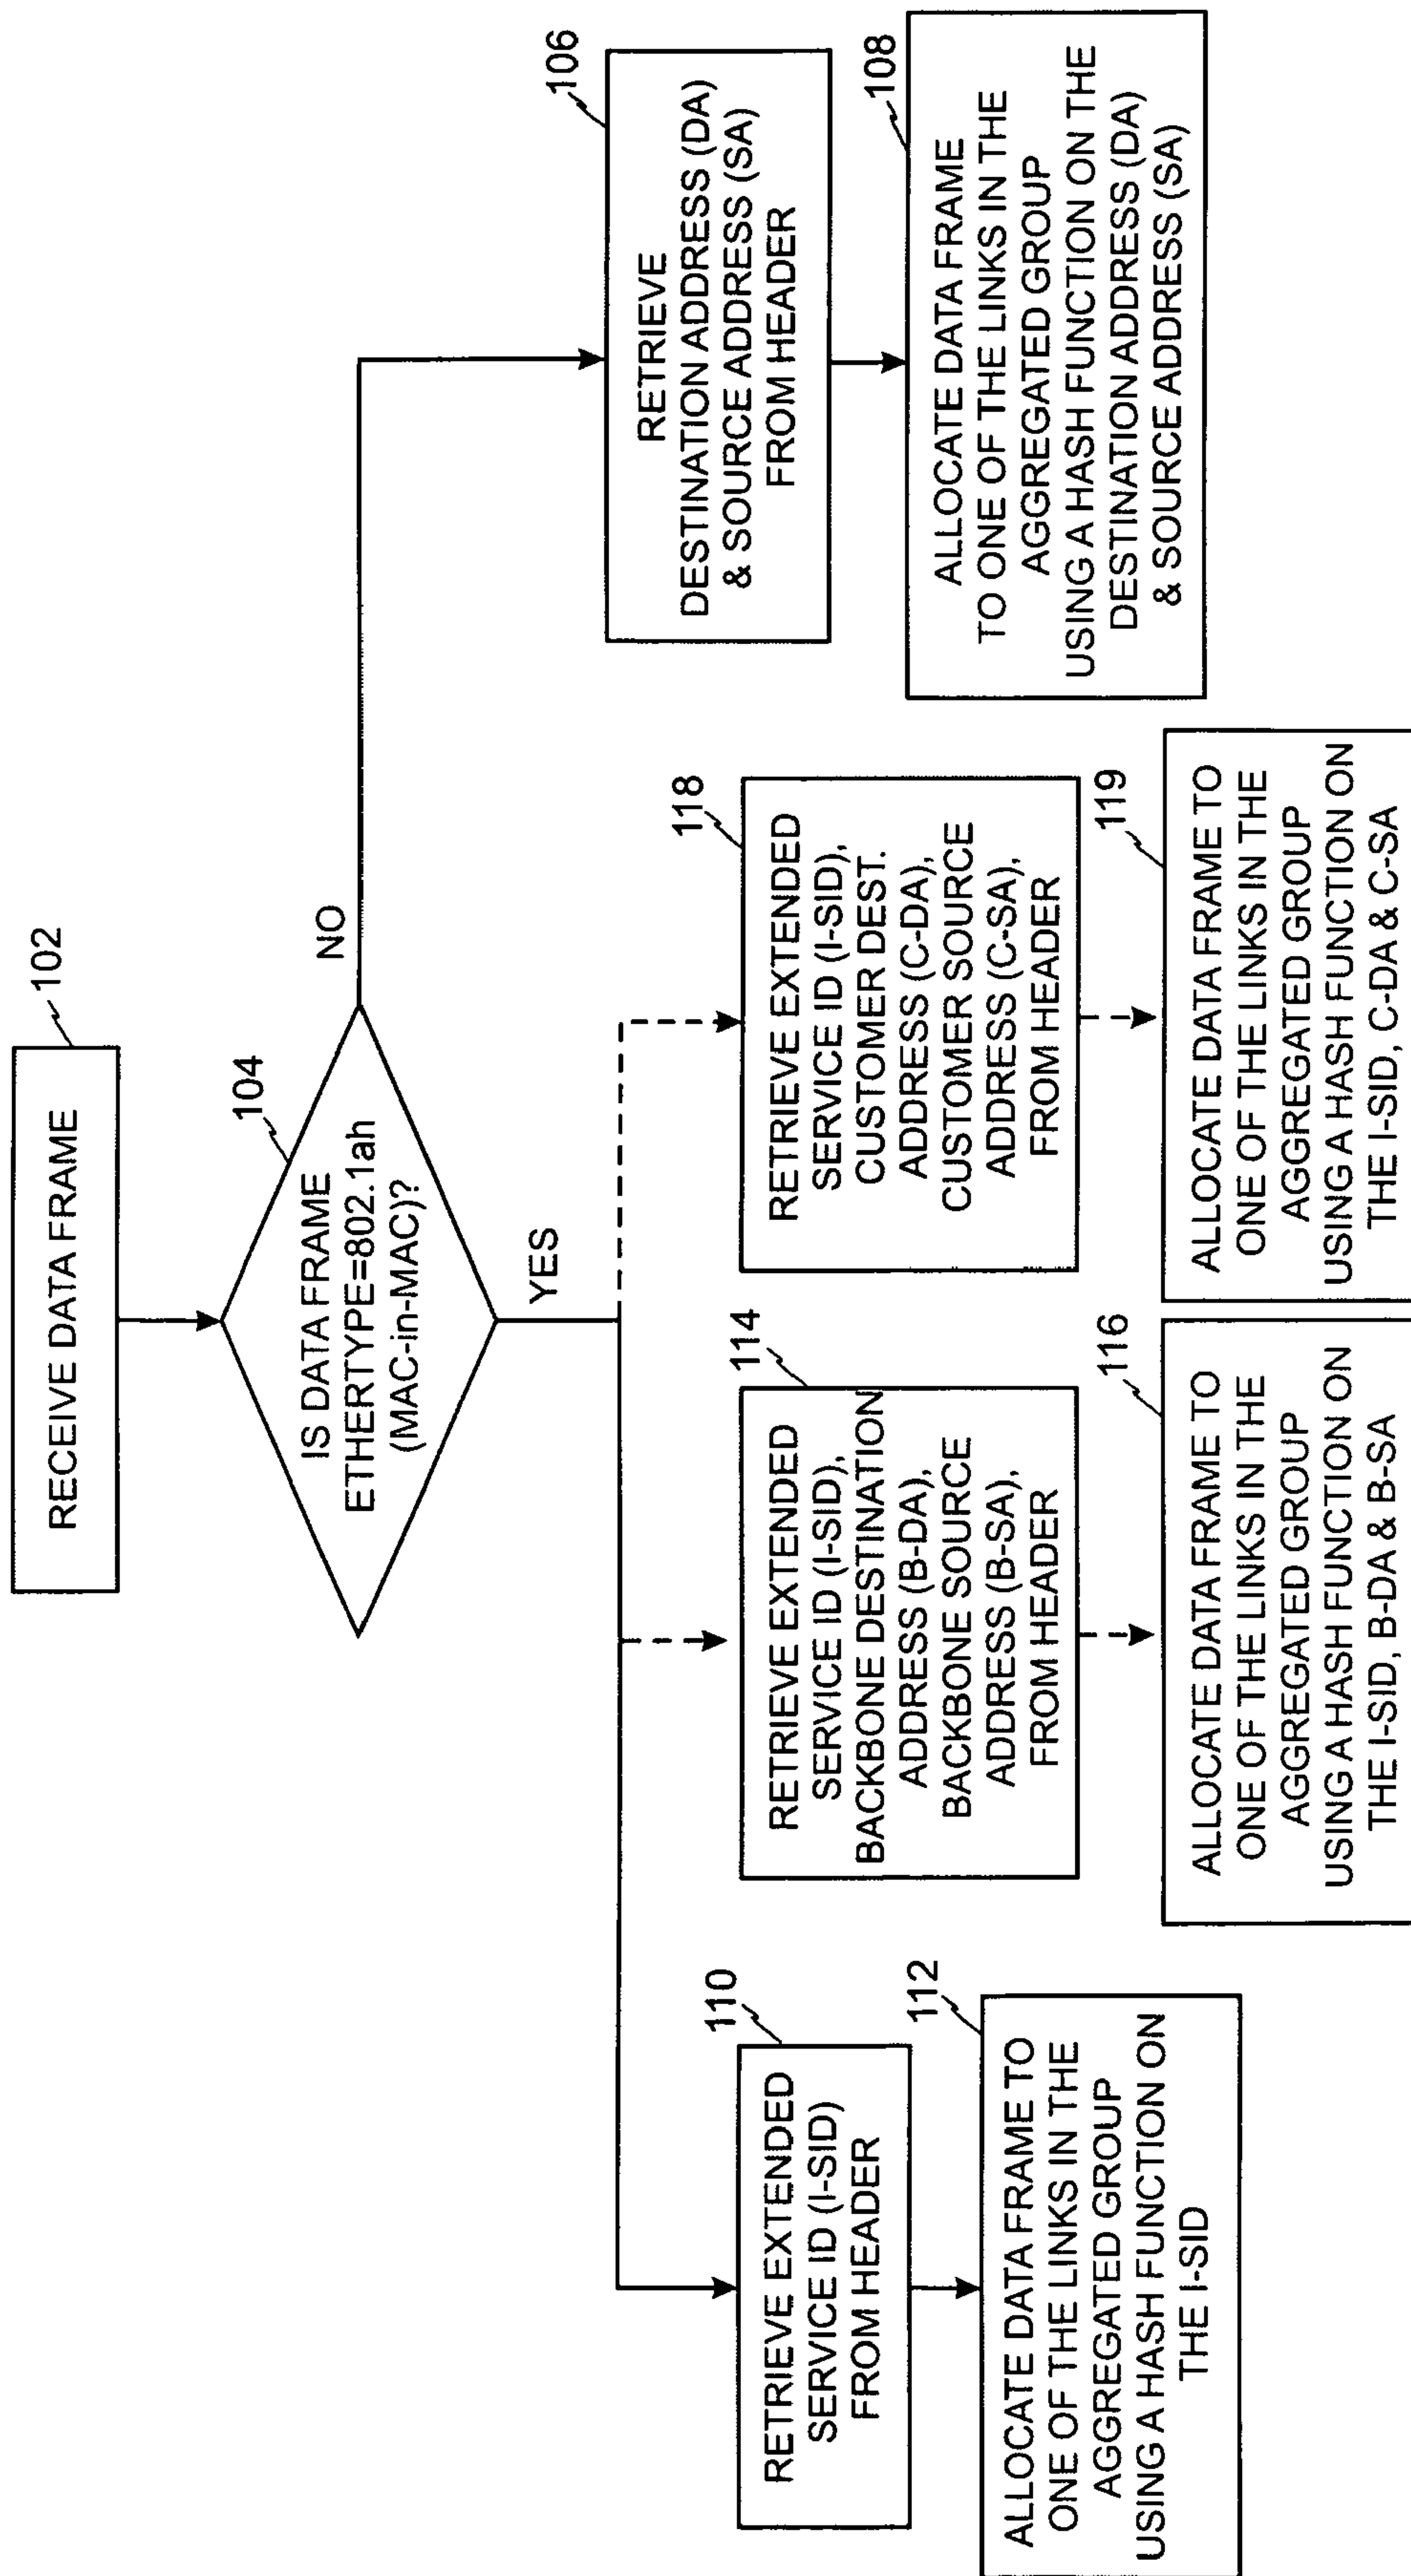 RECEIVE DATA FRAME
102
IS DATA FRAME
ETHERTYPE=802.1ah
(MAC-in-MAC)?
104
NO
YES
RETRIEVE
DESTINATION ADDRESS (DA)
& SOURCE ADDRESS (SA)
FROM HEADER
106
ALLOCATE DATA FRAME
TO ONE OF THE LINKS IN THE
AGGREGATED GROUP
USING A HASH FUNCTION ON THE
DESTINATION ADDRESS (DA)
& SOURCE ADDRESS (SA)
108
RETRIEVE EXTENDED
SERVICE ID (I-SID)
FROM HEADER
110
ALLOCATE DATA FRAME TO
ONE OF THE LINKS IN THE
AGGREGATED GROUP
USING A HASH FUNCTION ON
THE I-SID
112
RETRIEVE EXTENDED
SERVICE ID (I-SID),
BACKBONE DESTINATION
ADDRESS (B-DA),
BACKBONE SOURCE
ADDRESS (B-SA),
FROM HEADER
114
ALLOCATE DATA FRAME TO
ONE OF THE LINKS IN THE
AGGREGATED GROUP
USING A HASH FUNCTION ON
THE I-SID, B-DA & B-SA
116
RETRIEVE EXTENDED
SERVICE ID (I-SID),
CUSTOMER DEST.
ADDRESS (C-DA),
CUSTOMER SOURCE
ADDRESS (C-SA),
FROM HEADER
118
ALLOCATE DATA FRAME TO
ONE OF THE LINKS IN THE
AGGREGATED GROUP
USING A HASH FUNCTION ON
THE I-SID, C-DA & C-SA
119